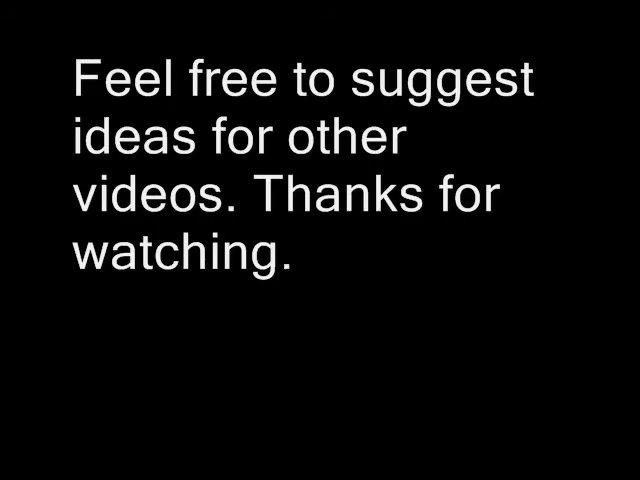 Feel free to suggest
ideas for other
videos. Thanks for
watching.